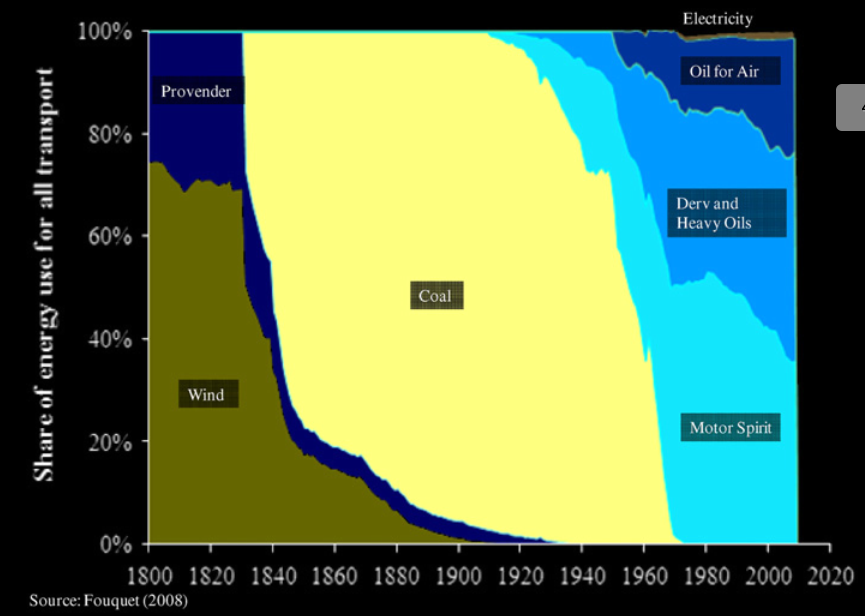 Electricity
100%
Oil for Air
Provender
80%
Derv and
Heavy Oils
60%
Share of energy use for all transport
Coal
40%
Wind
Motor Spirit
20%
0%
1800 1820 1840 1860 1880 1900 1920 1940 1960 1980 2000 2020
Source: Fouquet (2008)